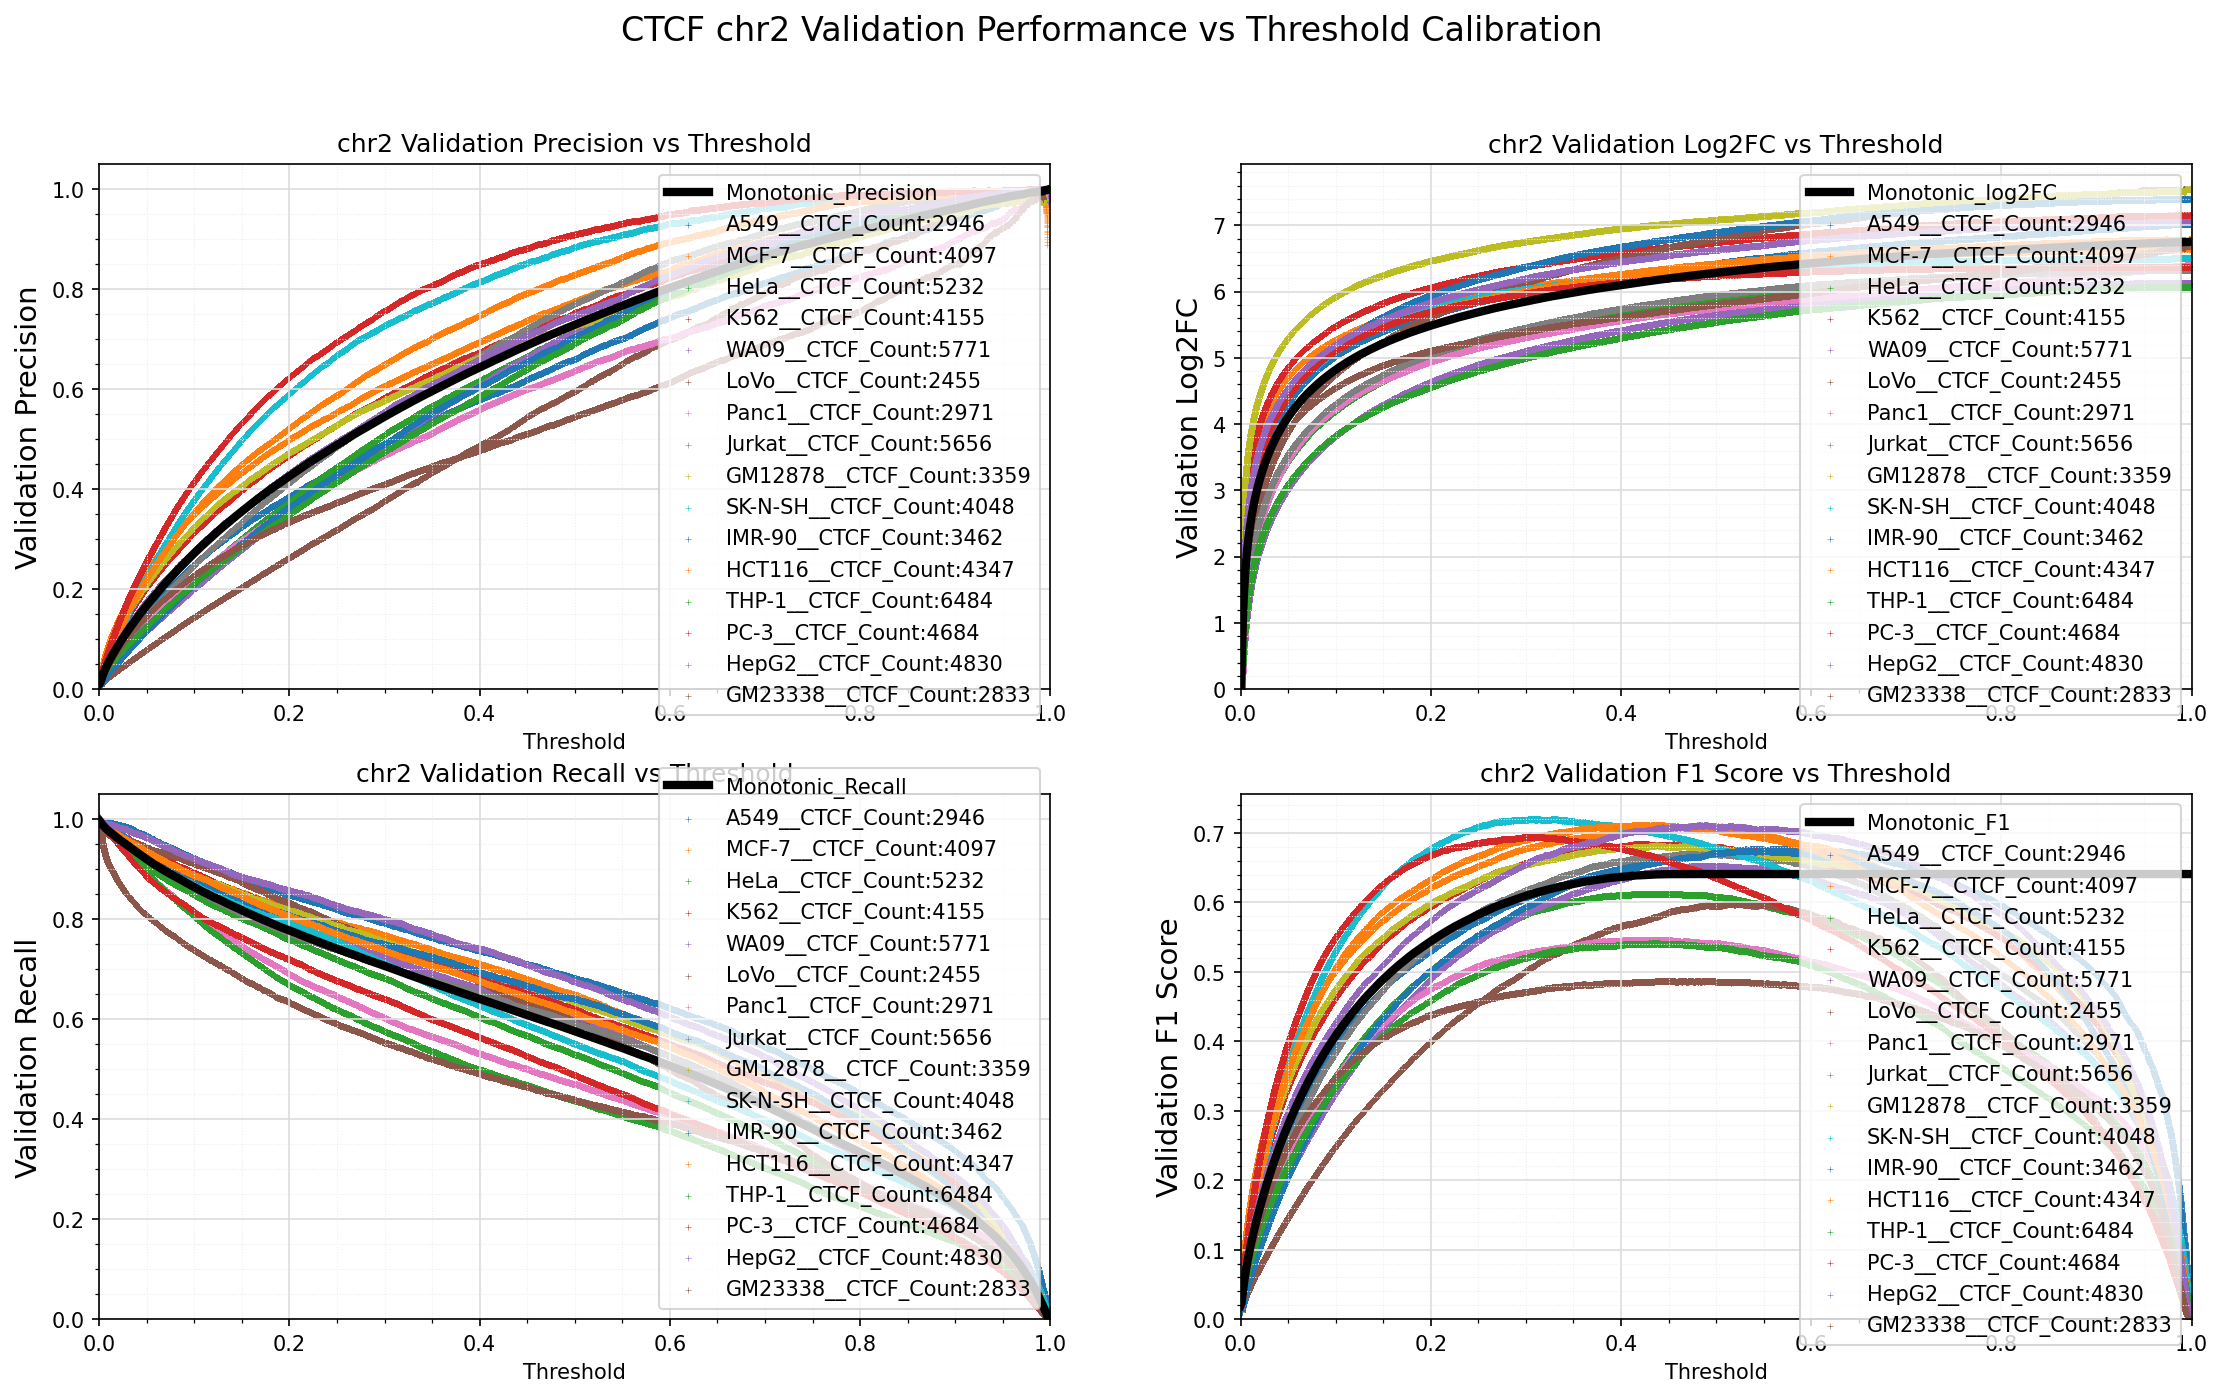 CTCF chr2 Validation Performance vs Threshold Calibration
chr2 Validation Precision vs Threshold
Validation Precision
1.0
0.8
0.6
0.4
0.2
0.0
Monotonic_Precision
A549__CTCF_Count:2946
MCF-7__CTCF_Count:4097
HeLa__CTCF_Count:5232
K562__CTCF_Count:4155
WA09__CTCF_Count:5771
LoVo__CTCF_Count:2455
Panc1__CTCF_Count:2971
Jurkat__CTCF_Count:5656
GM12878__CTCF_Count:3359
SK-N-SH__CTCF_Count:4048
IMR-90__CTCF_Count:3462
HCT116__CTCF_Count:4347
THP-1__CTCF_Count:6484
PC-3__CTCF_Count:4684
HepG2__CTCF_Count:4830
GM23338__CTCF_Count:2833
0.0 0.2 0.4 0.6 0.8 1.0
Threshold
chr2 Validation Log2FC vs Threshold
Validation Log2FC
7
6
5
4
3
2
1
0
Monotonic_log2FC
A549__CTCF_Count:2946
MCF-7__CTCF_Count:4097
HeLa__CTCF_Count:5232
K562__CTCF_Count:4155
WA09__CTCF_Count:5771
LoVo__CTCF_Count:2455
Panc1__CTCF_Count:2971
Jurkat__CTCF_Count:5656
GM12878__CTCF_Count:3359
SK-N-SH__CTCF_Count:4048
IMR-90__CTCF_Count:3462
HCT116__CTCF_Count:4347
THP-1__CTCF_Count:6484
PC-3__CTCF_Count:4684
HepG2__CTCF_Count:4830
GM23338__CTCF_Count:2833
0.0 0.2 0.4 0.6 0.8 1.0
Threshold
chr2 Validation Recall vs Threshold
Validation Recall
1.0
0.8
0.6
0.4
0.2
0.0
Monotonic_Recall
A549__CTCF_Count:2946
MCF-7__CTCF_Count:4097
HeLa__CTCF_Count:5232
K562__CTCF_Count:4155
WA09__CTCF_Count:5771
LoVo__CTCF_Count:2455
Panc1__CTCF_Count:2971
Jurkat__CTCF_Count:5656
GM12878__CTCF_Count:3359
SK-N-SH__CTCF_Count:4048
IMR-90__CTCF_Count:3462
HCT116__CTCF_Count:4347
THP-1__CTCF_Count:6484
PC-3__CTCF_Count:4684
HepG2__CTCF_Count:4830
GM23338__CTCF_Count:2833
0.0 0.2 0.4 0.6 0.8 1.0
Threshold
chr2 Validation F1 Score vs Threshold
Validation F1 Score
0.7
0.6
0.5
0.4
0.3
0.2
0.1
0.0
Monotonic_F1
A549__CTCF_Count:2946
MCF-7__CTCF_Count:4097
HeLa__CTCF_Count:5232
K562__CTCF_Count:4155
WA09__CTCF_Count:5771
LoVo__CTCF_Count:2455
Panc1__CTCF_Count:2971
Jurkat__CTCF_Count:5656
GM12878__CTCF_Count:3359
SK-N-SH__CTCF_Count:4048
IMR-90__CTCF_Count:3462
HCT116__CTCF_Count:4347
THP-1__CTCF_Count:6484
PC-3__CTCF_Count:4684
HepG2__CTCF_Count:4830
GM23338__CTCF_Count:2833
0.0 0.2 0.4 0.6 0.8 1.0
Threshold